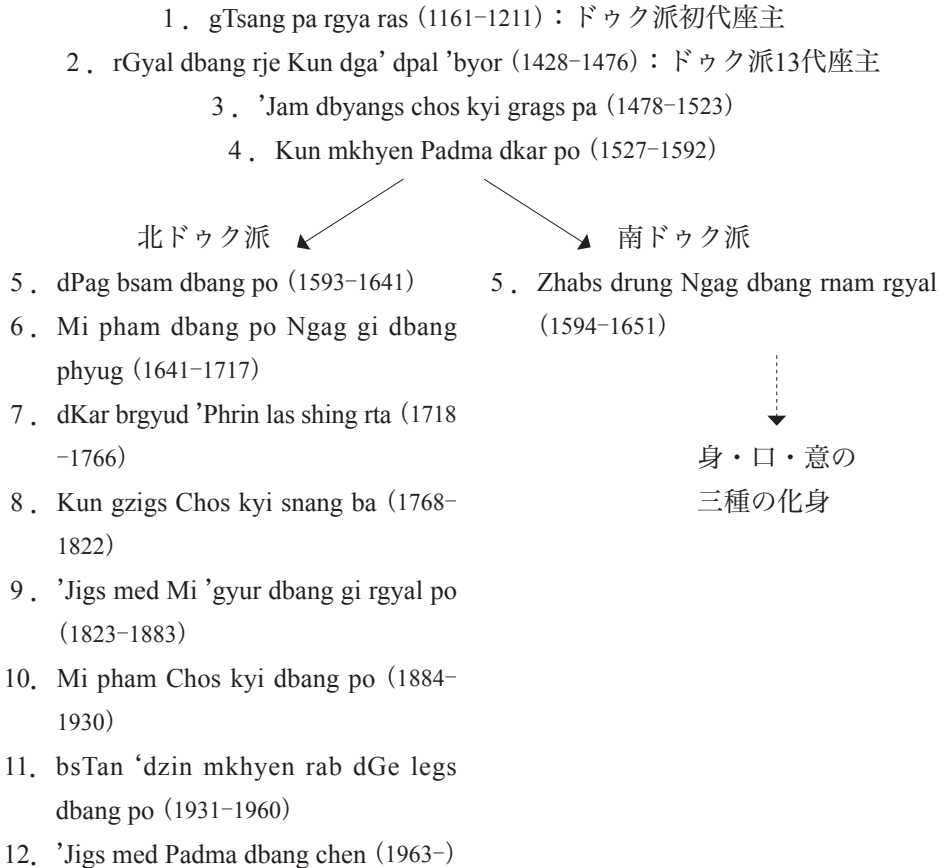 1．gTsang pa rgya ras (1161−1211)：ドゥク派初代座主
2．rGyal dbang rje Kun dga’ dpal ’byor (1428−1476)：ドゥク派13代座主
3．’Jam dbyangs chos kyi grags pa (1478−1523)
4．Kun mkhyen Padma dkar po (1527−1592)
北ドゥク派
5．dPag bsam dbang po (1593−1641)
6．Mi pham dbang po Ngag gi dbang
phyug (1641−1717)
7．dKar brgyud ’Phrin las shing rta (1718
−1766)
8．Kun gzigs Chos kyi snang ba (1768−
1822)
9．’Jigs med Mi ’gyur dbang gi rgyal po
(1823−1883)
10．Mi pham Chos kyi dbang po (1884−
1930)
11．bsTan ‘dzin mkhyen rab dGe legs
dbang po (1931−1960)
12．’Jigs med Padma dbang chen (1963−)
南ドゥク派
5．Zhabs drung Ngag dbang rnam rgyal
(1594−1651)
身・口・意の
三種の化身